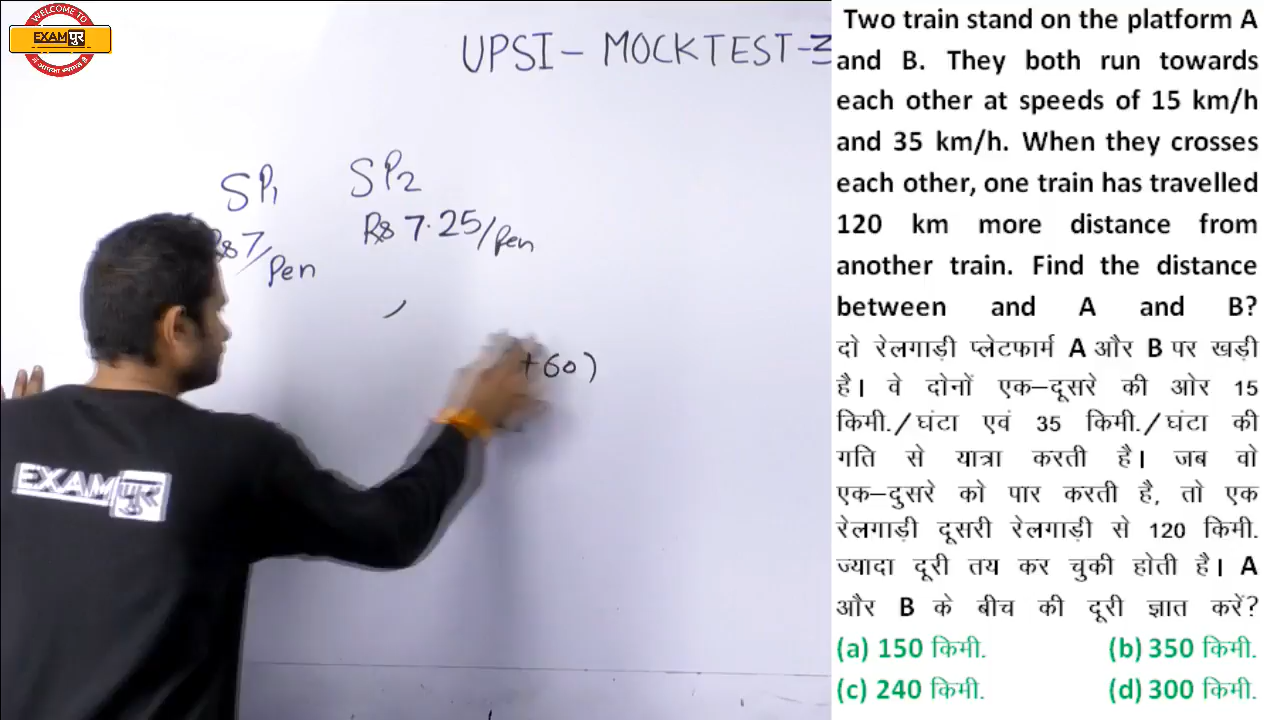 WELCOME TO
EXAMपुर
UPSI - MOCKTEST-3
SP1 SP2
Rs7/Pen Rs 7.25/Pen
+60)
EXAMपुर
Two train stand on the platform A
and B. They both run towards
each other at speeds of 15 km/h
and 35 km/h. When they crosses
each other, one train has travelled
120 km more distance from
another train. Find the distance
between and A and B?
दो रेलगाड़ी प्लेटफार्म A और B पर खड़ी
है। वे दोनों एक–दूसरे की ओर 15
किमी./घंटा एवं 35 किमी./घंटा की
गति से यात्रा करती है। जब वो
एक–दुसरे को पार करती है, तो एक
रेलगाड़ी दूसरी रेलगाड़ी से 120 किमी.
ज्यादा दूरी तय कर चुकी होती है। A
और B के बीच की दूरी ज्ञात करें?
(a) 150 किमी. (b) 350 किमी.
(c) 240 किमी. (d) 300 किमी.